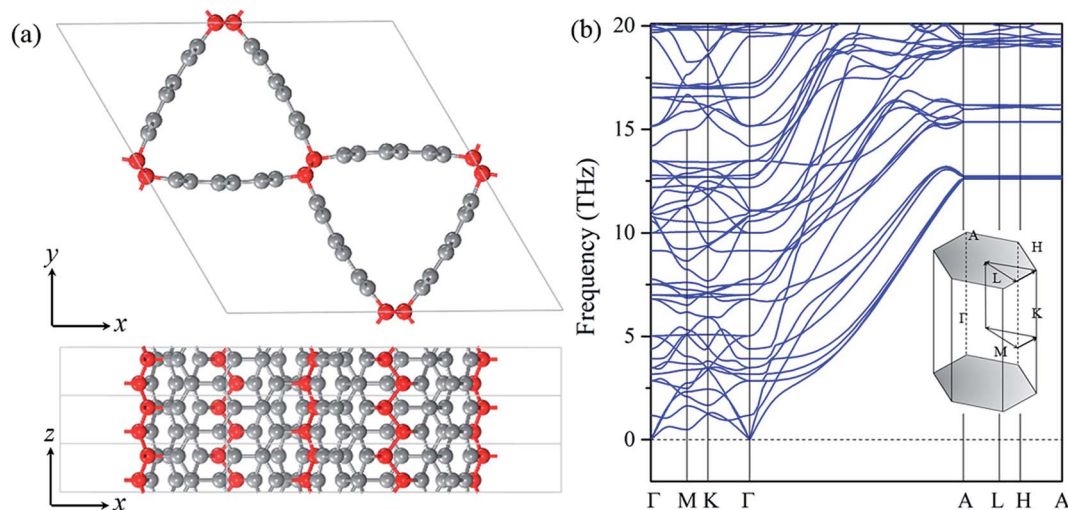 (a)
y
x
z
x
(b)
20
15
10
5
0
Frequency (THz)
A
H
L
Γ
K
M
Γ M K Γ A L H A